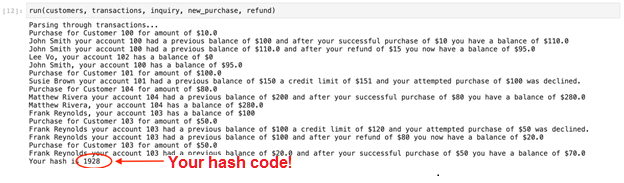 [12]: run(customers, transactions, inquiry, new_purchase, refund)
Parsing through transactions...
Purchase for Customer 100 for amount of $10.0
John Smith your account 100 had a previous balance of $100 and after your successful purchase of $10 you have a balance of $110.0
John Smith your account 100 had a previous balance of $110.0 and after your refund of $15 you now have a balance of $95.0
Lee Vo, your account 102 has a balance of $0
John Smith, your account 100 has a balance of $95.0
Purchase for Customer 101 for amount of $100.0
Susie Brown your account 101 had a previous balance of $150 a credit limit of $151 and your attempted purchase of $100 was declined.
Purchase for Customer 104 for amount of $80.0
Matthew Rivera, your account 104 had a previous balance of $200 and after your successful purchase of $80 you have a balance of $280.0
Matthew Rivera, your account 104 has a balance of $280.0
Frank Reynolds, your account 103 has a balance of $100
Purchase for Customer 103 for amount of $50.0
Frank Reynolds your account 103 had a previous balance of $100 a credit limit of $120 and your attempted purchase of $50 was declined.
Frank Reynolds your account 103 had a previous balance of $100 and after your refund of $80 you now have a balance of $20.0
Purchase for Customer 103 for amount of $50.0
Frank Reynolds your account 103 had a previous balance of $20.0 and after your successful purchase of $50 you have a balance of $70.0
Your hash is 1928
Your hash code!